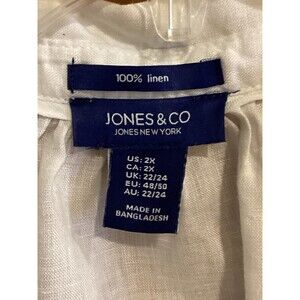 100% linen
JONES & CO
JONES NEW YORK
US: 2X
CA: 2X
UK: 22/24
EU: 48/50
AU: 22/24
MADE IN
BANGLADESH